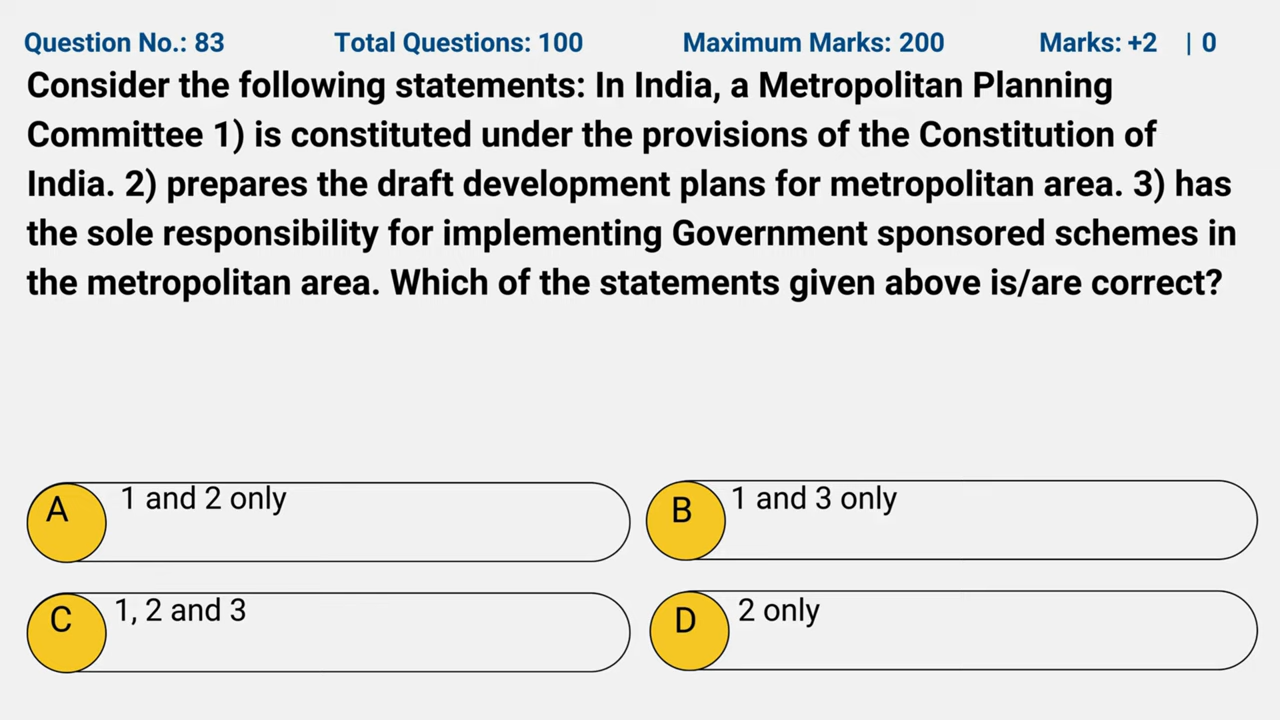 Question No.: 83 Total Questions: 100 Maximum Marks: 200 Marks: +2 | 0
Consider the following statements: In India, a Metropolitan Planning
Committee 1) is constituted under the provisions of the Constitution of
India. 2) prepares the draft development plans for metropolitan area. 3) has
the sole responsibility for implementing Government sponsored schemes in
the metropolitan area. Which of the statements given above is/are correct?
A 1 and 2 only
B 1 and 3 only
C 1, 2 and 3
D 2 only